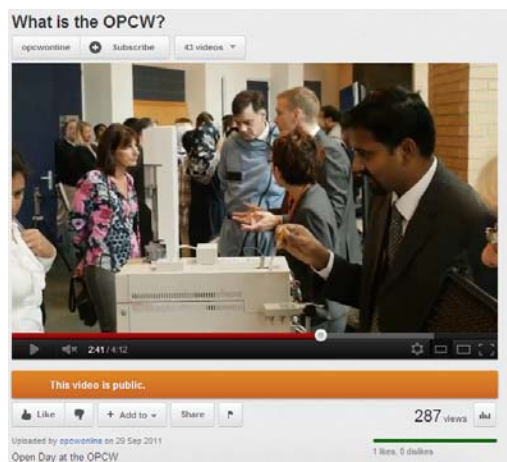 What is the OPCW?
opcwonline Subscribe 43 videos
2:41 / 4:12
This video is public.
Like + Add to Share
287 views
Uploaded by opcwonline on 29 Sep 2011
1 likes, 0 dislikes
Open Day at the OPCW